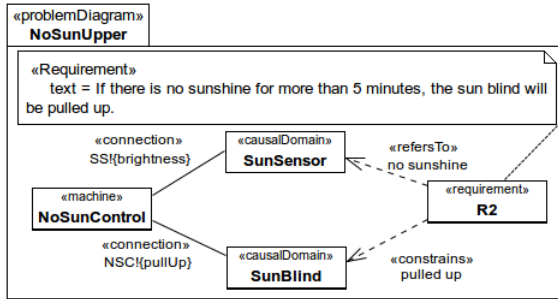 «problemDiagram»
NoSunUpper
«Requirement»
text = If there is no sunshine for more than 5 minutes, the sun blind will
be pulled up.
«connection»
SS!{brightness}
«causalDomain»
SunSensor
«refersTo»
no sunshine
«machine»
NoSunControl
«requirement»
R2
«connection»
NSC!{pullUp}
«causalDomain»
SunBlind
«constrains»
pulled up